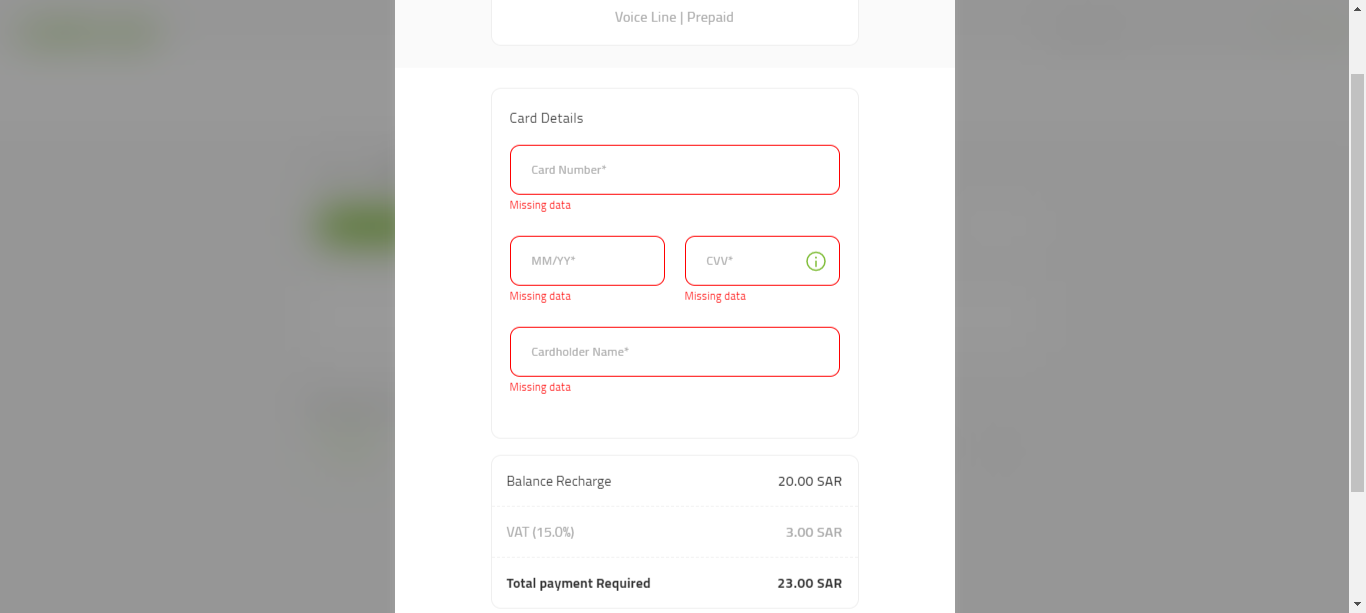 Voice Line | Prepaid
Card Details
Card Number*
Missing data
MM/YY* CVV*
Missing data Missing data
Cardholder Name*
Missing data
Balance Recharge 20.00 SAR
VAT (15.0%) 3.00 SAR
Total payment Required 23.00 SAR